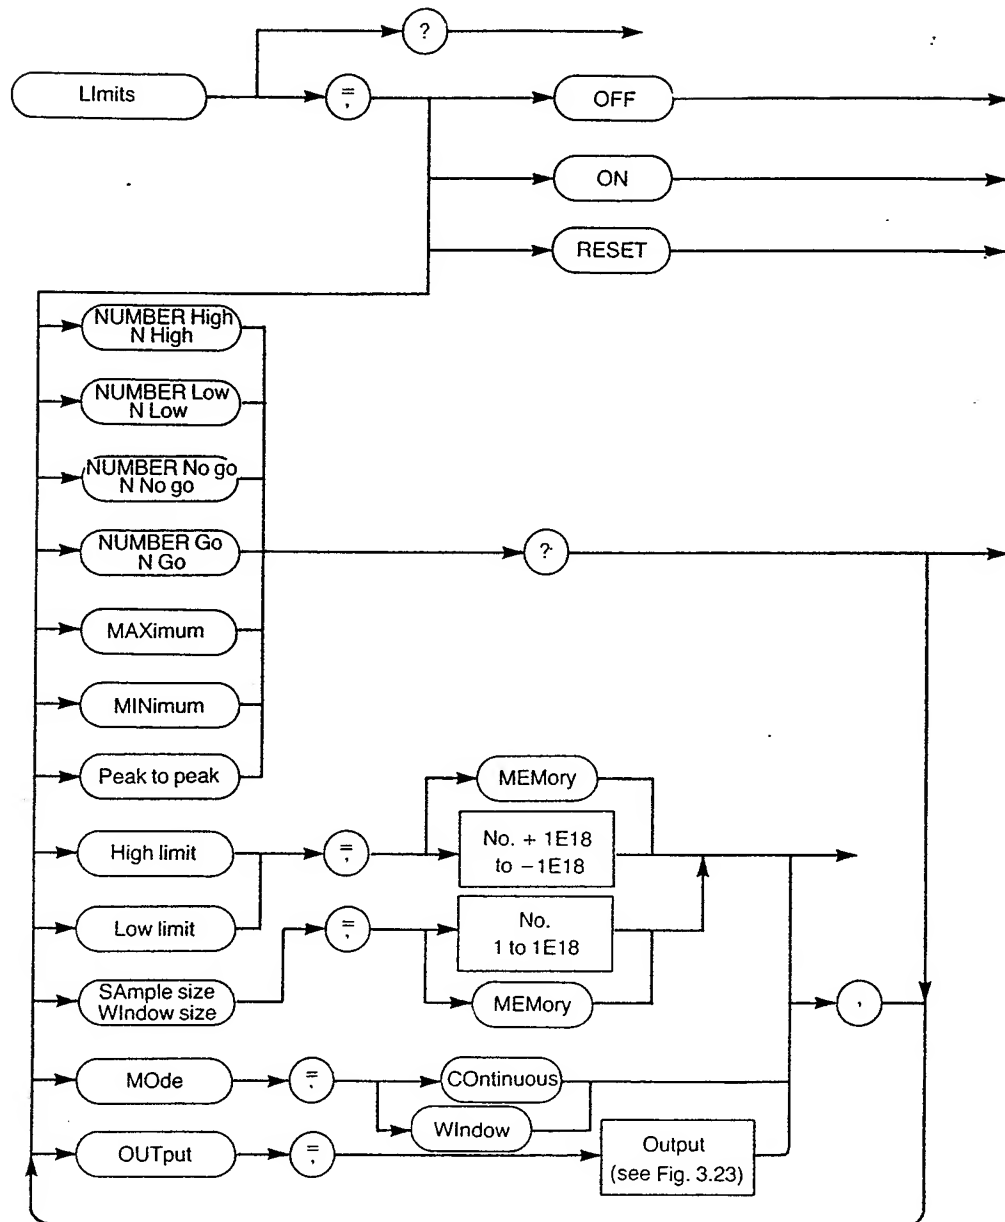 ?
LImits
=
,
OFF
ON
RESET
NUMBER High
N High
NUMBER Low
N Low
NUMBER No go
N No go
NUMBER Go
N Go
?
MAXimum
MINimum
Peak to peak
MEMory
High limit
=
,
No. + 1E18
to −1E18
Low limit
=
,
No.
1 to 1E18
SAmple size
WIndow size
MEMory
,
MOde
=
,
COntinuous
WIndow
OUTput
=
,
Output
(see Fig. 3.23)